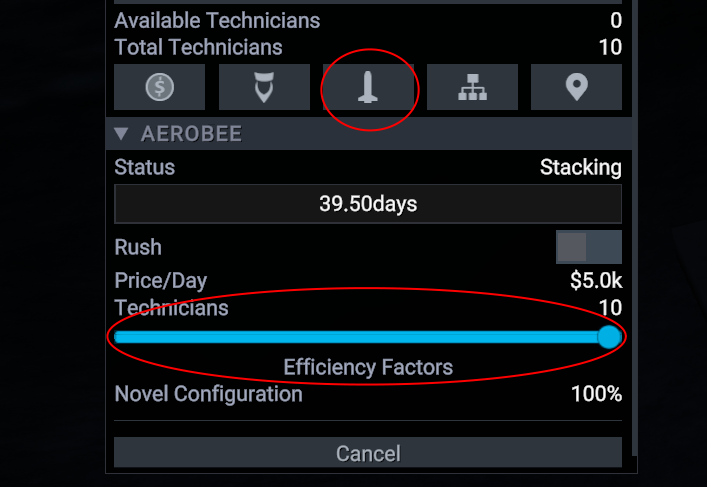 Available Technicians 0
Total Technicians 10
$
AEROBEE
Status Stacking
39.50days
Rush
Price/Day $5.0k
Technicians 10
Efficiency Factors
Novel Configuration 100%
Cancel